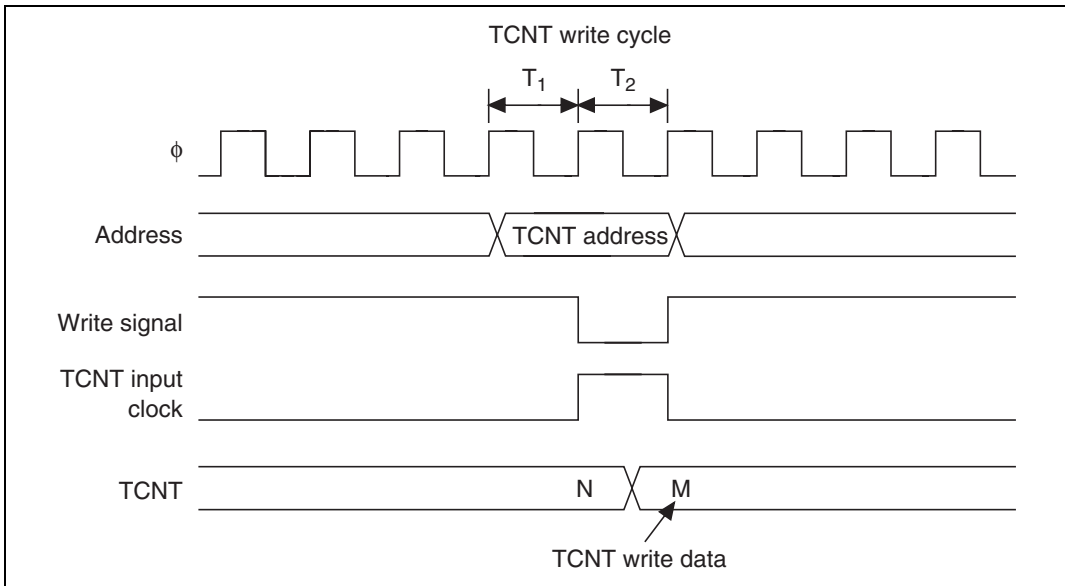 TCNT write cycle
T1 T2
ϕ
Address
TCNT address
Write signal
TCNT input
clock
TCNT
N M
TCNT write data